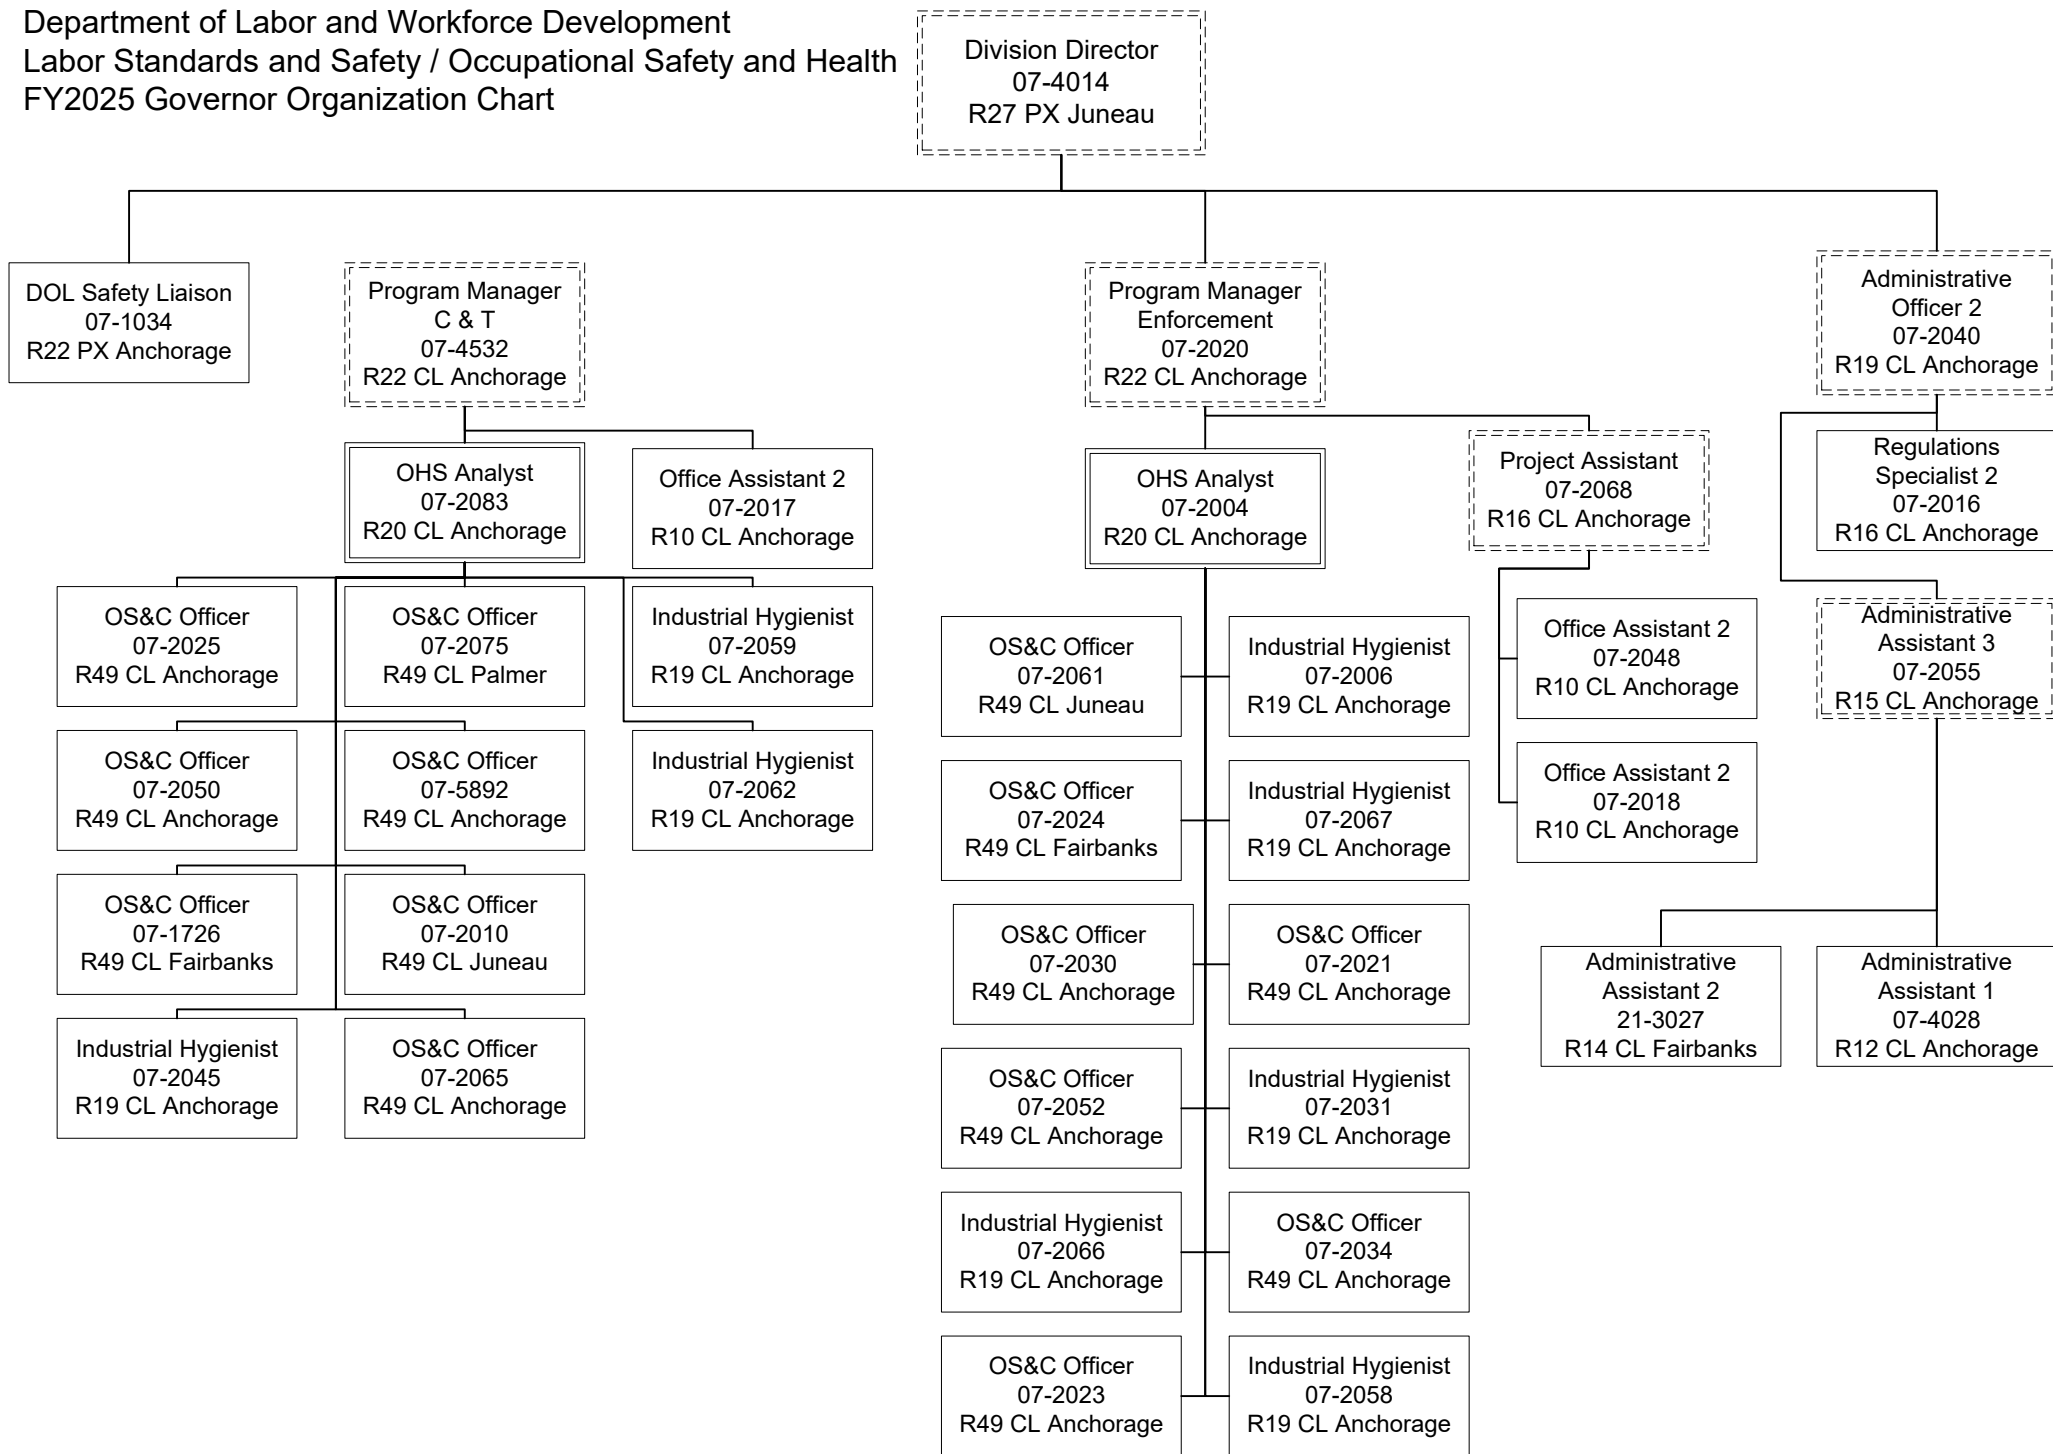 Department of Labor and Workforce Development
Labor Standards and Safety / Occupational Safety and Health
FY2025 Governor Organization Chart
Division Director
07-4014
R27 PX Juneau
DOL Safety Liaison
07-1034
R22 PX Anchorage
Program Manager
C & T
07-4532
R22 CL Anchorage
Program Manager
Enforcement
07-2020
R22 CL Anchorage
Administrative
Officer 2
07-2040
R19 CL Anchorage
OHS Analyst
07-2083
R20 CL Anchorage
Office Assistant 2
07-2017
R10 CL Anchorage
OHS Analyst
07-2004
R20 CL Anchorage
Project Assistant
07-2068
R16 CL Anchorage
Regulations
Specialist 2
07-2016
R16 CL Anchorage
OS&C Officer
07-2025
R49 CL Anchorage
OS&C Officer
07-2075
R49 CL Palmer
Industrial Hygienist
07-2059
R19 CL Anchorage
OS&C Officer
07-2050
R49 CL Anchorage
OS&C Officer
07-5892
R49 CL Anchorage
Industrial Hygienist
07-2062
R19 CL Anchorage
OS&C Officer
07-1726
R49 CL Fairbanks
OS&C Officer
07-2010
R49 CL Juneau
Industrial Hygienist
07-2045
R19 CL Anchorage
OS&C Officer
07-2065
R49 CL Anchorage
OS&C Officer
07-2061
R49 CL Juneau
Industrial Hygienist
07-2006
R19 CL Anchorage
OS&C Officer
07-2024
R49 CL Fairbanks
Industrial Hygienist
07-2067
R19 CL Anchorage
OS&C Officer
07-2030
R49 CL Anchorage
OS&C Officer
07-2021
R49 CL Anchorage
OS&C Officer
07-2052
R49 CL Anchorage
Industrial Hygienist
07-2031
R19 CL Anchorage
Industrial Hygienist
07-2066
R19 CL Anchorage
OS&C Officer
07-2034
R49 CL Anchorage
OS&C Officer
07-2023
R49 CL Anchorage
Industrial Hygienist
07-2058
R19 CL Anchorage
Office Assistant 2
07-2048
R10 CL Anchorage
Office Assistant 2
07-2018
R10 CL Anchorage
Administrative
Assistant 3
07-2055
R15 CL Anchorage
Administrative
Assistant 2
21-3027
R14 CL Fairbanks
Administrative
Assistant 1
07-4028
R12 CL Anchorage